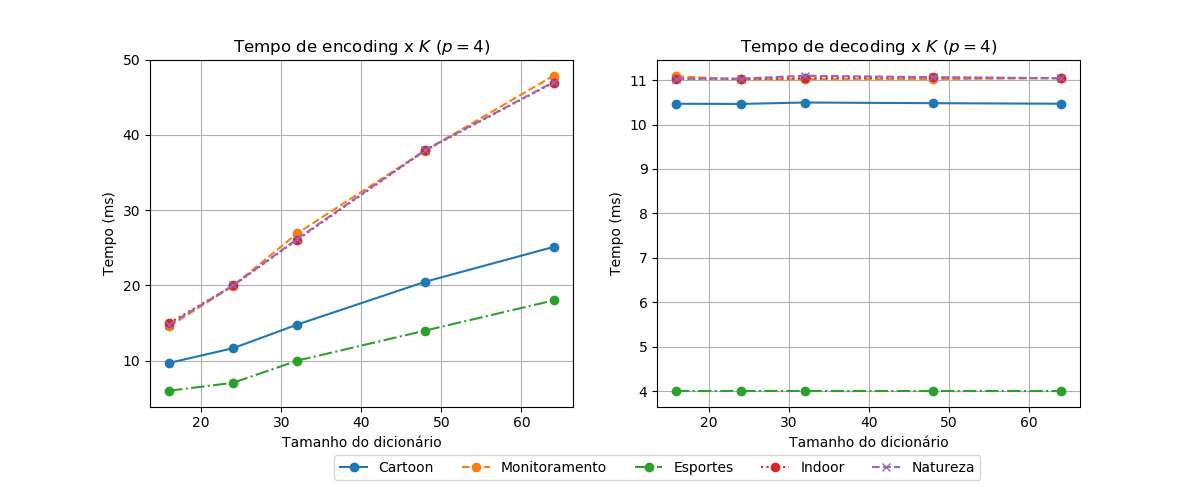 Tempo de encoding x K (p = 4)
Tempo (ms)
50
40
30
20
10
20 30 40 50 60
Tamanho do dicionário
Tempo de decoding x K (p = 4)
Tempo (ms)
11
10
9
8
7
6
5
4
20 30 40 50 60
Tamanho do dicionário
Cartoon Monitoramento Esportes Indoor Natureza